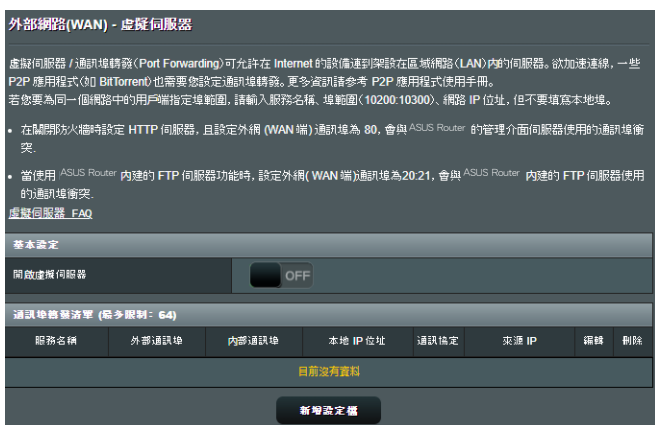 外部網路(WAN) - 虛擬伺服器
虛擬伺服器 / 通訊埠轉發(Port Forwarding)可允許在 Internet 的設備連到架設在區域網路(LAN)內的伺服器。欲加速連線，一些
P2P 應用程式(如 BitTorrent)也需要您設定通訊埠轉發。更多資訊請參考 P2P 應用程式使用手冊。
若您要為同一個網路中的用戶端指定埠範圍, 請輸入服務名稱、埠範圍(10200:10300)、網路 IP 位址, 但不要填寫本地埠。
• 在關閉防火牆時設定 HTTP 伺服器, 且設定外網 (WAN 端) 通訊埠為 80, 會與 ASUS Router 的管理介面伺服器使用的通訊埠衝
突.
• 當使用 ASUS Router 內建的 FTP 伺服器功能時, 設定外網( WAN 端)通訊埠為20:21, 會與 ASUS Router 內建的 FTP 伺服器使用
的通訊埠衝突.
虛擬伺服器 FAQ
基本設定
開啟虛擬伺服器 OFF
通訊埠轉發清單 (最多限制: 64)
服務名稱 外部通訊埠 內部通訊埠 本地 IP 位址 通訊協定 來源 IP 編輯 刪除
目前沒有資料
新增設定檔